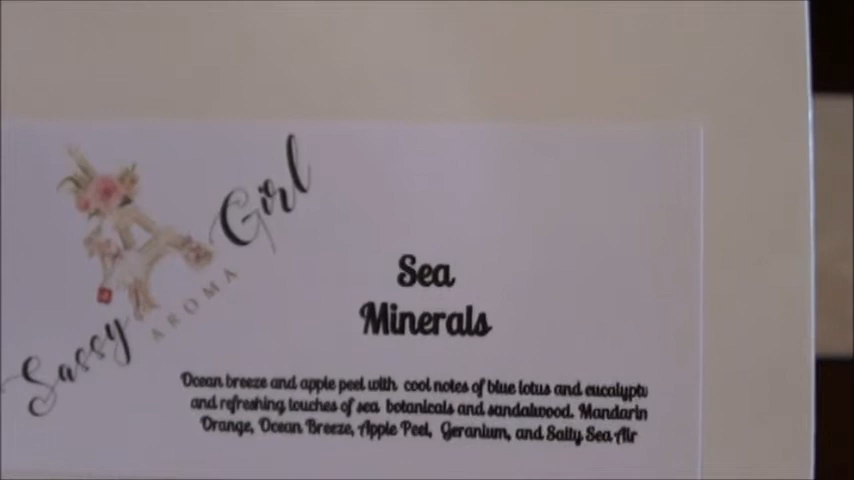 Sassy Girl
AROMA
Sea
Minerals
Ocean breeze and apple peel with cool notes of blue lotus and eucalyptu
and refreshing touches of sea botanicals and sandalwood. Mandarin
Orange, Ocean Breeze, Apple Peel, Geranium, and Salty Sea Air